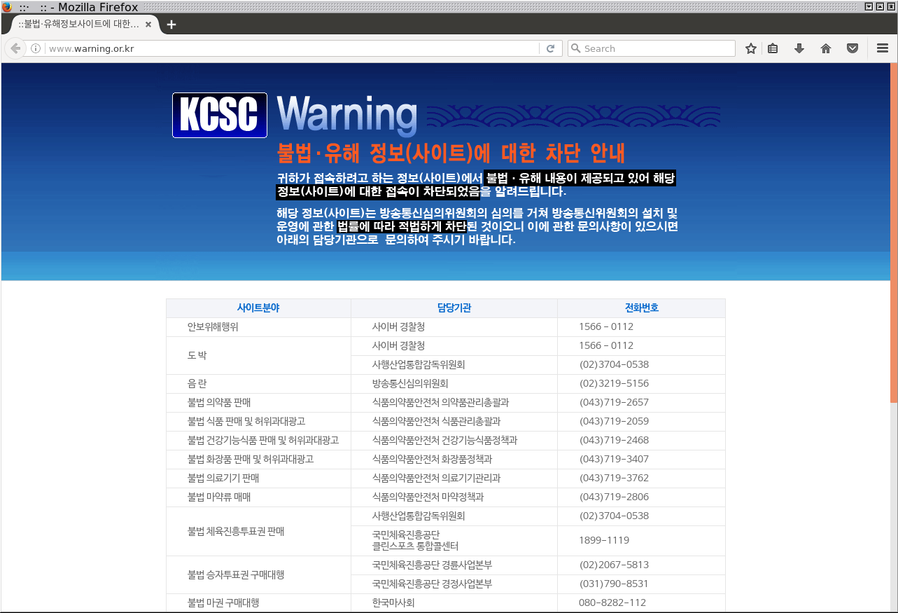 ::· :: - Mozilla Firefox
::불법·유해정보사이트에 대한...
www.warning.or.kr
Search
KCSC Warning
불법·유해 정보(사이트)에 대한 차단 안내
귀하가 접속하려고 하는 정보(사이트)에서 불법·유해 내용이 제공되고 있어 해당
정보(사이트)에 대한 접속이 차단되었음을 알려드립니다.
해당 정보(사이트)는 방송통신심의위원회의 심의를 거쳐 방송통신위원회의 설치 및
운영에 관한 법률에 따라 적법하게 차단된 것이오니 이에 관한 문의사항이 있으시면
아래의 담당기관으로 문의하여 주시기 바랍니다.
사이트분야 담당기관 전화번호
안보위해행위 사이버 경찰청 1566 - 0112
도 박 사이버 경찰청 1566 - 0112
사행산업통합감독위원회 (02)3704-0538
음 란 방송통신심의위원회 (02)3219-5156
불법 의약품 판매 식품의약품안전처 의약품관리총괄과 (043)719-2657
불법 식품 판매 및 허위과대광고 식품의약품안전처 식품관리총괄과 (043)719-2059
불법 건강기능식품 판매 및 허위과대광고 식품의약품안전처 건강기능식품정책과 (043)719-2468
불법 화장품 판매 및 허위과대광고 식품의약품안전처 화장품정책과 (043)719-3407
불법 의료기기 판매 식품의약품안전처 의료기기관리과 (043)719-3762
불법 마약류 매매 식품의약품안전처 마약정책과 (043)719-2806
불법 체육진흥투표권 판매 사행산업통합감독위원회 (02)3704-0538
국민체육진흥공단
클린스포츠 통합콜센터 1899-1119
불법 승자투표권 구매대행 국민체육진흥공단 경륜사업본부 (02)2067-5813
국민체육진흥공단 경정사업본부 (031)790-8531
불법 마권 구매대행 한국마사회 080-8282-112